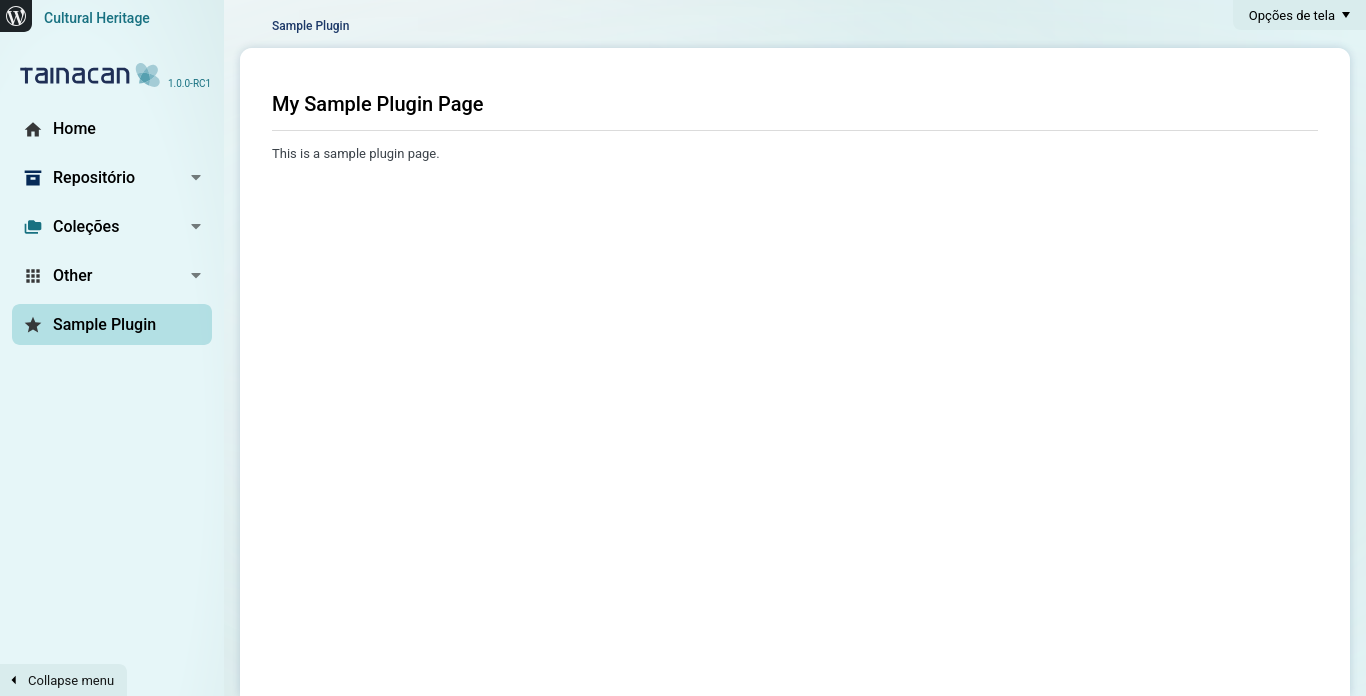 Cultural Heritage
Sample Plugin
Opções de tela
TAINACAN 1.0.0-RC1
Home
Repositório
Coleções
Other
Sample Plugin
My Sample Plugin Page
This is a sample plugin page.
Collapse menu